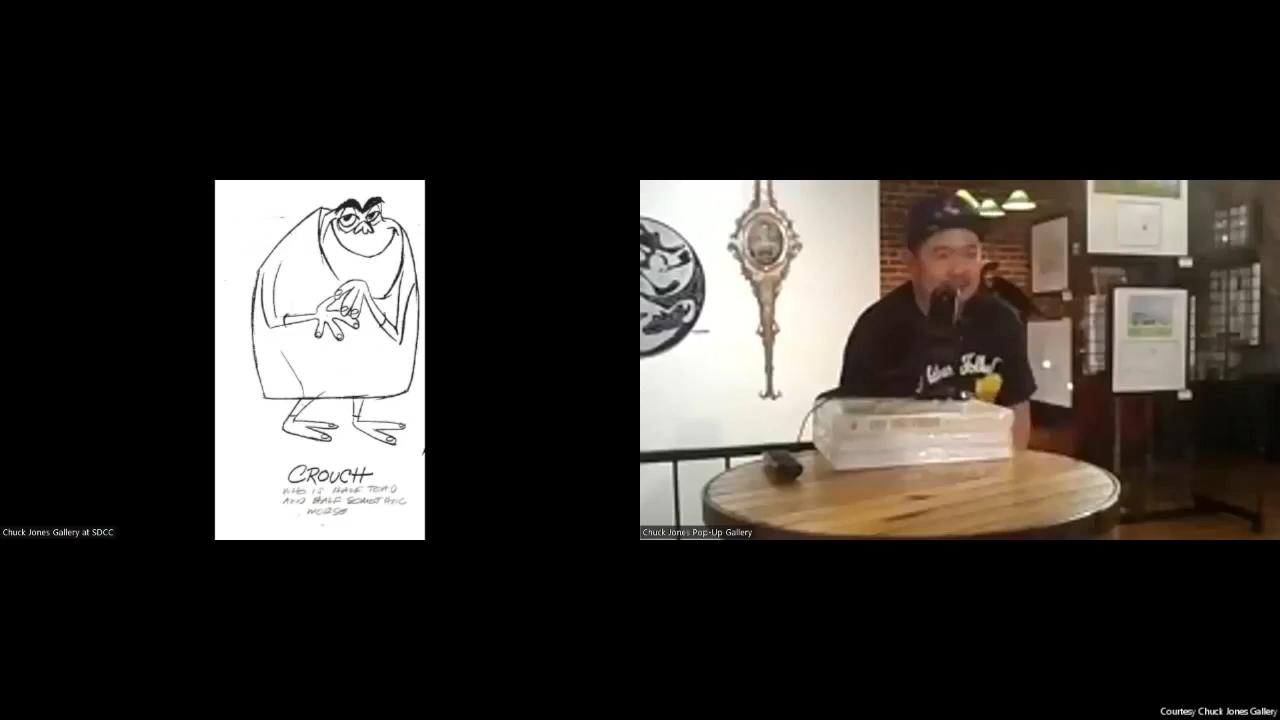 CROUCH
WHO IS HALF TOAD
AND HALF SOMETHING
WORSE
Chuck Jones Gallery at SDCC
Chuck Jones Pop-Up Gallery
Courtesy Chuck Jones Gallery